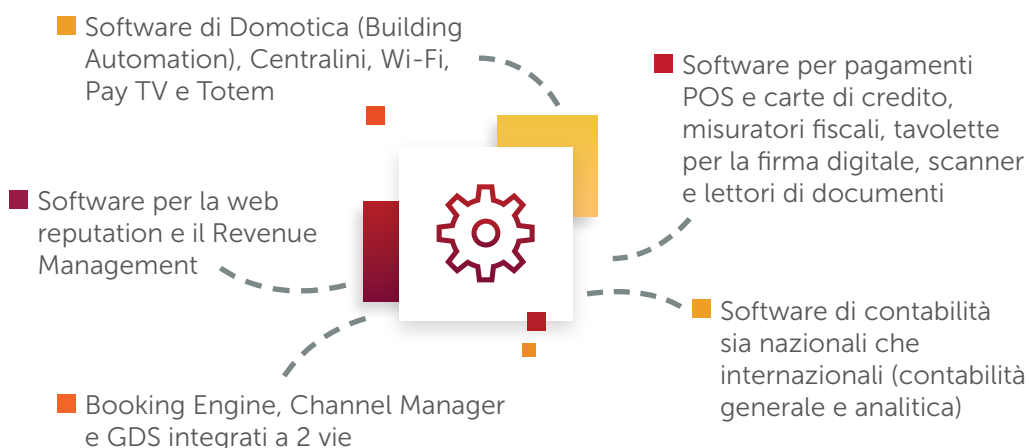 Software di Domotica (Building
Automation), Centralini, Wi-Fi,
Pay TV e Totem
Software per pagamenti
POS e carte di credito,
misuratori fiscali, tavolette
per la firma digitale, scanner
e lettori di documenti
Software per la web
reputation e il Revenue
Management
Software di contabilità
sia nazionali che
internazionali (contabilità
generale e analitica)
Booking Engine, Channel Manager
e GDS integrati a 2 vie